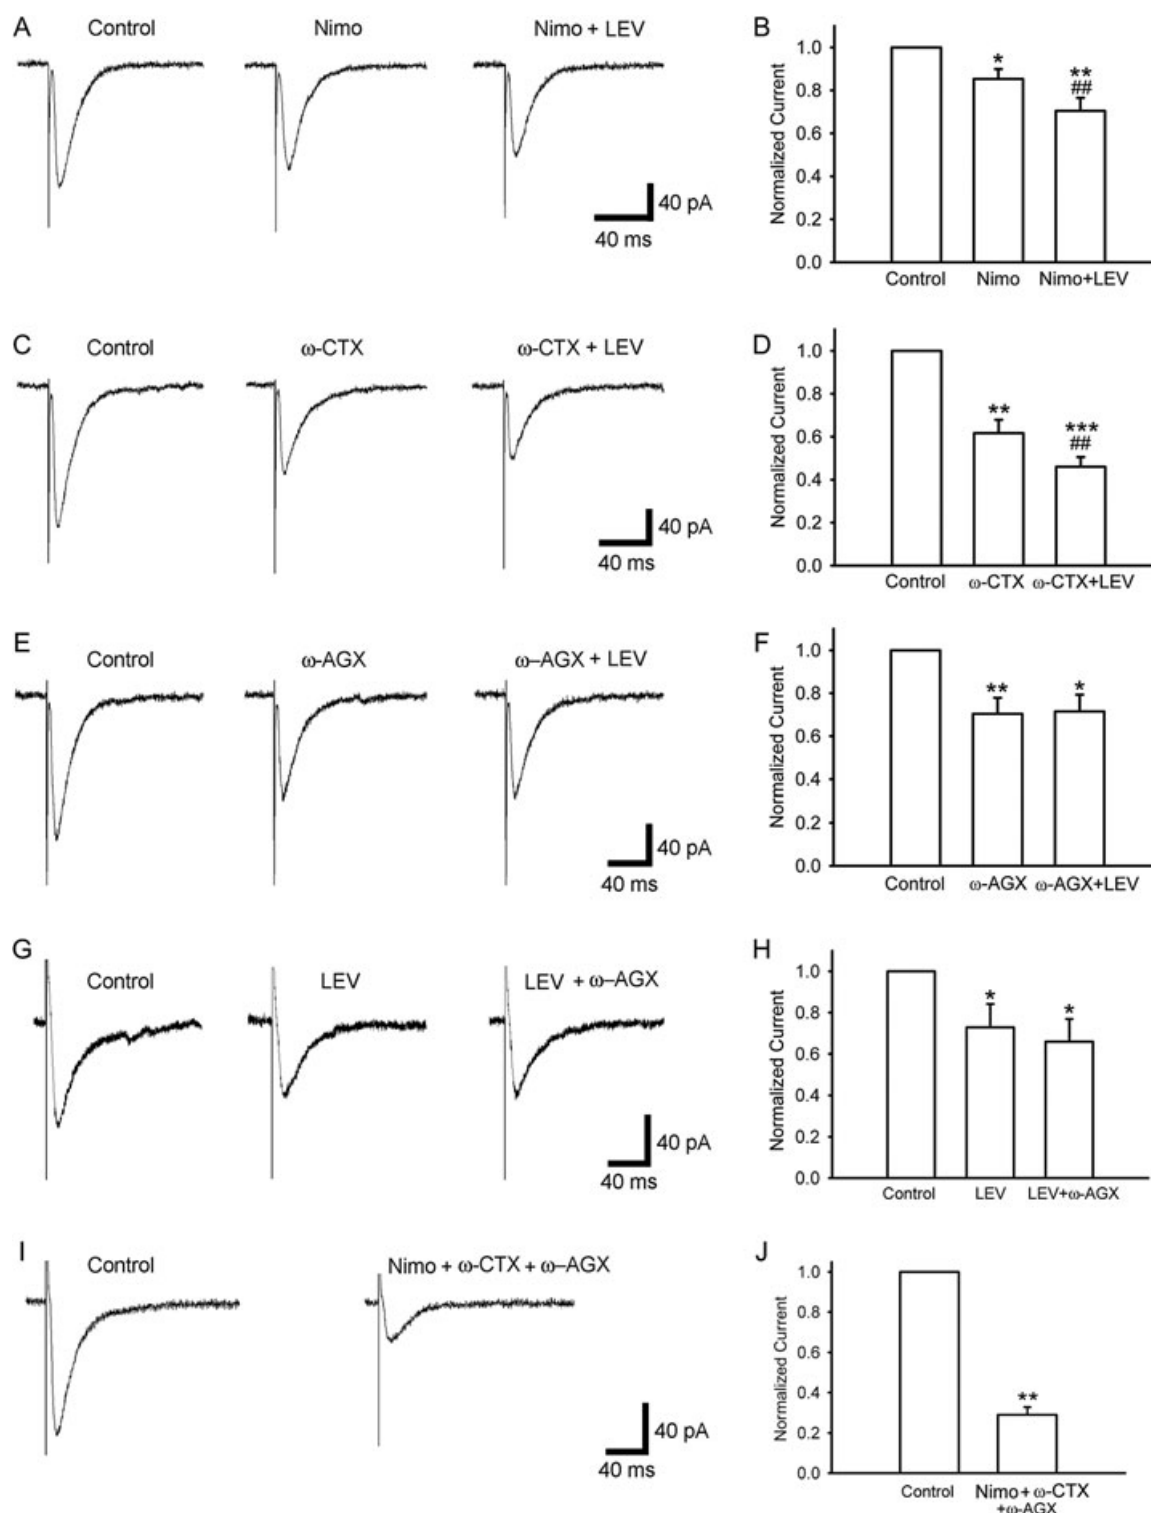 A
Control
Nimo
Nimo + LEV
40 pA
40 ms
B
Normalized Current
1.0
0.8
0.6
0.4
0.2
0.0
*
**
##
Control
Nimo
Nimo+LEV
C
Control
ω-CTX
ω-CTX + LEV
40 pA
40 ms
D
Normalized Current
1.0
0.8
0.6
0.4
0.2
0.0
**
***
##
Control
ω-CTX
ω-CTX+LEV
E
Control
ω-AGX
ω–AGX + LEV
40 pA
40 ms
F
Normalized Current
1.0
0.8
0.6
0.4
0.2
0.0
**
*
Control
ω-AGX
ω-AGX+LEV
G
Control
LEV
LEV + ω–AGX
40 pA
40 ms
H
Normalized Current
1.0
0.8
0.6
0.4
0.2
0.0
*
*
Control
LEV
LEV+ω-AGX
I
Control
Nimo + ω-CTX + ω–AGX
40 pA
40 ms
J
Normalized Current
1.0
0.8
0.6
0.4
0.2
0.0
**
Control
Nimo + ω-CTX
+ω-AGX